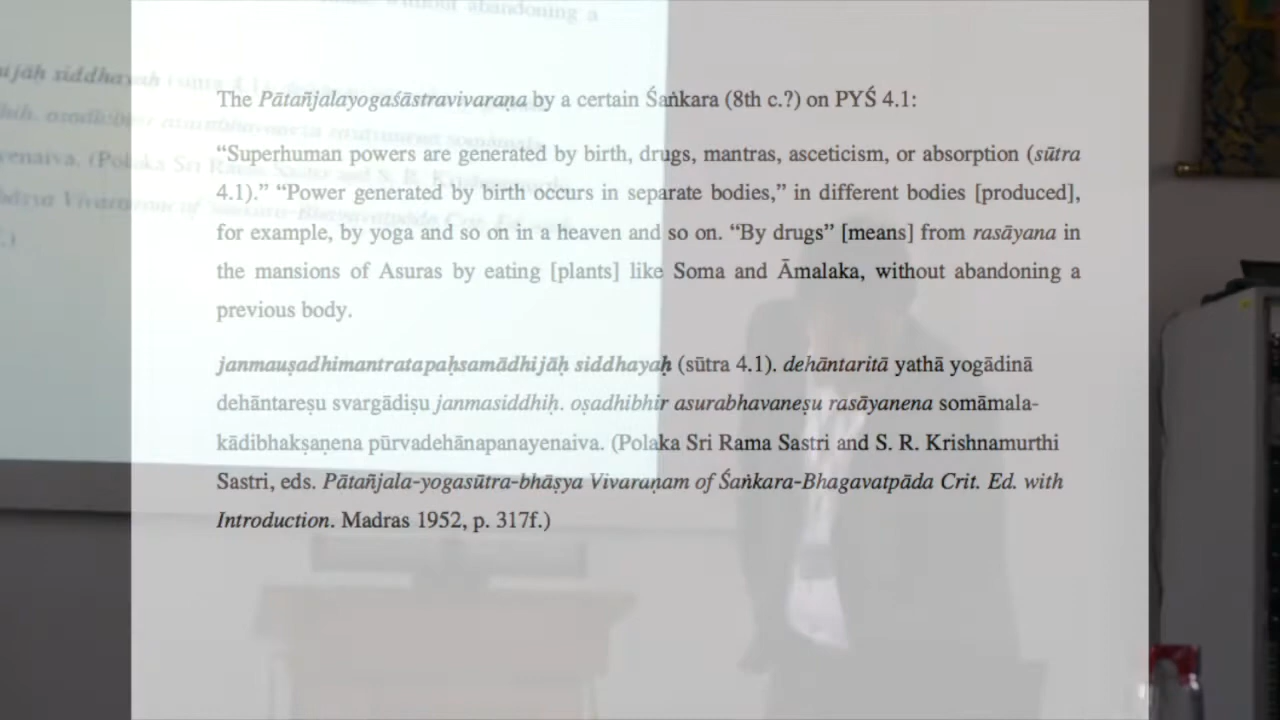 without abandoning a
The Pātañjalayogaśāstravivaraṇa by a certain Śaṅkara (8th c.?) on PYŚ 4.1:
“Superhuman powers are generated by birth, drugs, mantras, asceticism, or absorption (sūtra
4.1).” “Power generated by birth occurs in separate bodies,” in different bodies [produced],
for example, by yoga and so on in a heaven and so on. “By drugs” [means] from rasāyana in
the mansions of Asuras by eating [plants] like Soma and Āmalaka, without abandoning a
previous body.
janmauṣadhimantratapaḥsamādhijāḥ siddhayaḥ (sūtra 4.1). dehāntaritā yathā yogādinā
dehāntareṣu svargādiṣu janmasiddhiḥ. oṣadhibhir asurabhavaneṣu rasāyanena somāmala-
kādibhakṣaṇena pūrvadehānapanayenaiva. (Polaka Sri Rama Sastri and S. R. Krishnamurthi
Sastri, eds. Pātañjala-yogasūtra-bhāṣya Vivaraṇam of Śaṅkara-Bhagavatpāda Crit. Ed. with
Introduction. Madras 1952, p. 317f.)